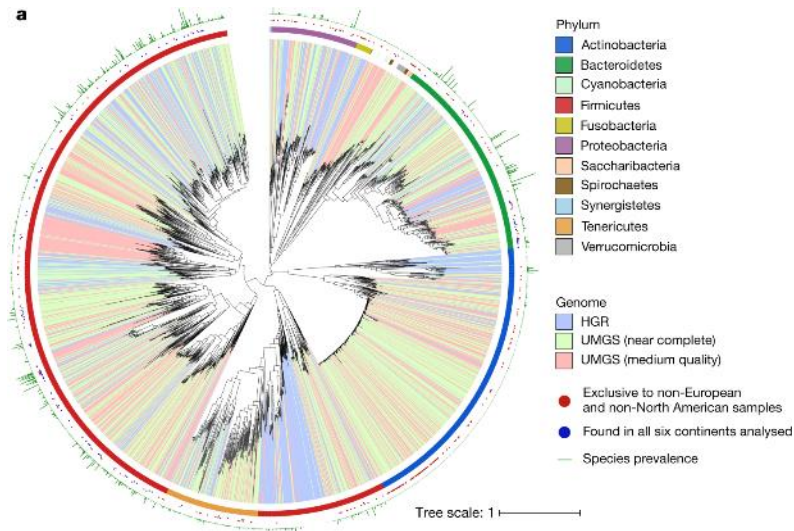 a
Phylum
Actinobacteria
Bacteroidetes
Cyanobacteria
Firmicutes
Fusobacteria
Proteobacteria
Saccharibacteria
Spirochaetes
Synergistetes
Tenericutes
Verrucomicrobia
Genome
HGR
UMGS (near complete)
UMGS (medium quality)
Exclusive to non-European
and non-North American samples
Found in all six continents analysed
Species prevalence
Tree scale: 1